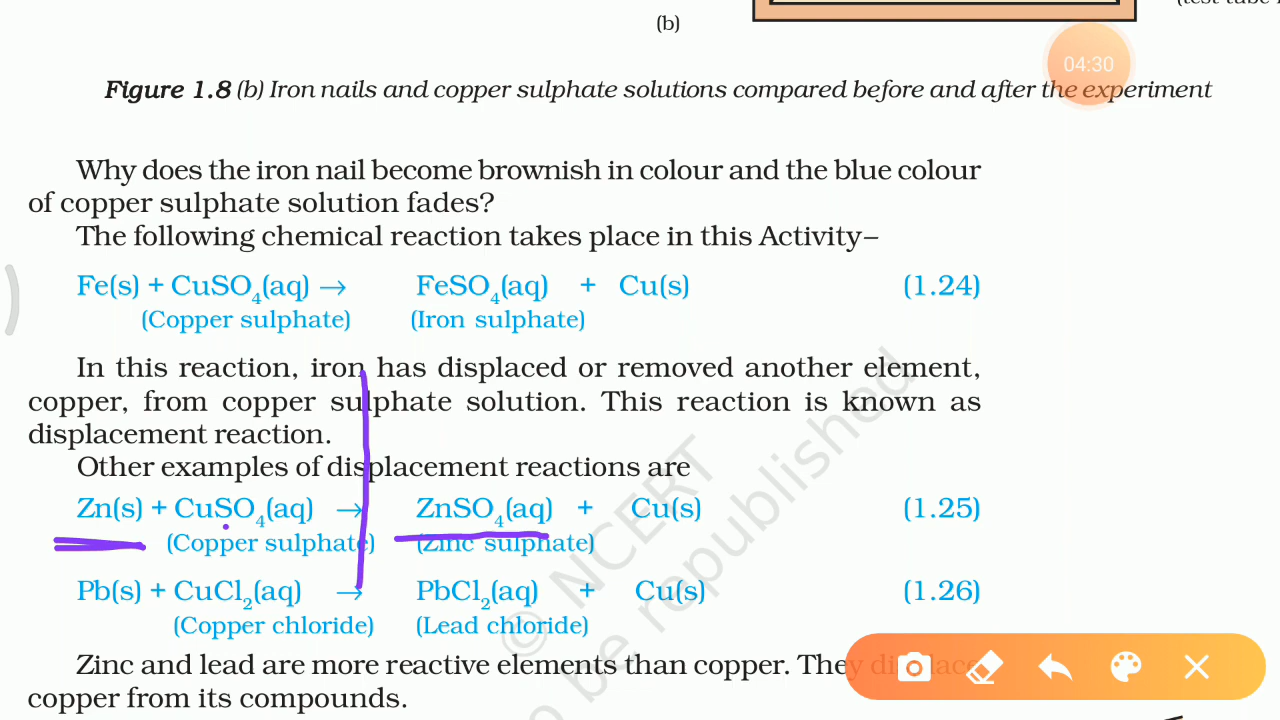 (b)
04:30
Figure 1.8 (b) Iron nails and copper sulphate solutions compared before and after the experiment
Why does the iron nail become brownish in colour and the blue colour
of copper sulphate solution fades?
The following chemical reaction takes place in this Activity–
Fe(s) + CuSO₄(aq) → FeSO₄(aq) + Cu(s) (1.24)
(Copper sulphate) (Iron sulphate)
In this reaction, iron has displaced or removed another element,
copper, from copper sulphate solution. This reaction is known as
displacement reaction.
Other examples of displacement reactions are
Zn(s) + CuSO₄(aq) → ZnSO₄(aq) + Cu(s) (1.25)
(Copper sulphate) (Zinc sulphate)
Pb(s) + CuCl₂(aq) → PbCl₂(aq) + Cu(s) (1.26)
(Copper chloride) (Lead chloride)
Zinc and lead are more reactive elements than copper. They displace
copper from its compounds.
© NCERT
o be republished